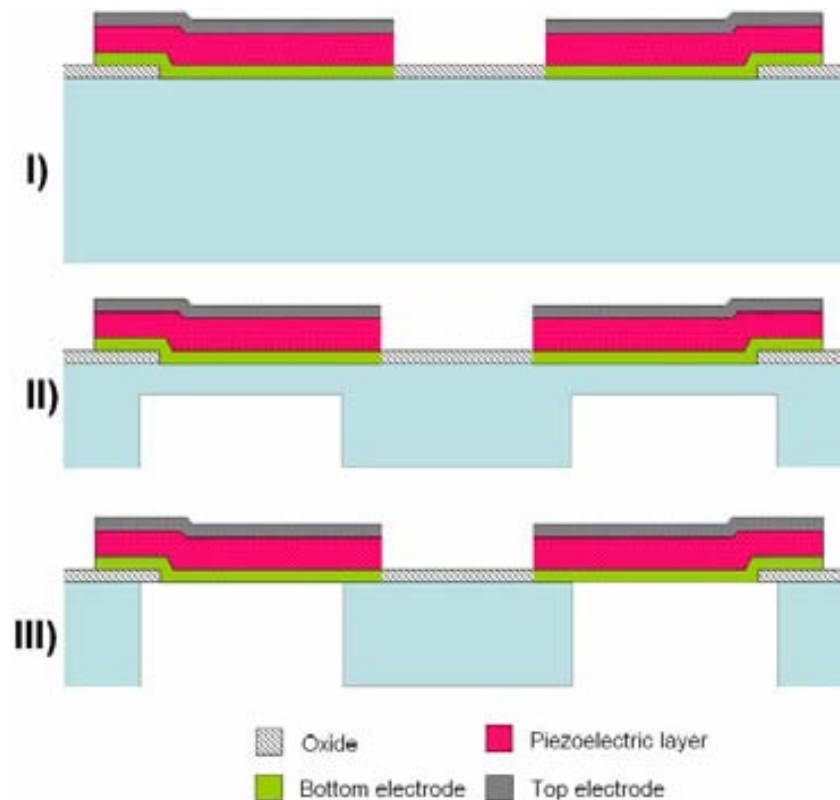 I)
II)
III)
Oxide
Piezoelectric layer
Bottom electrode
Top electrode